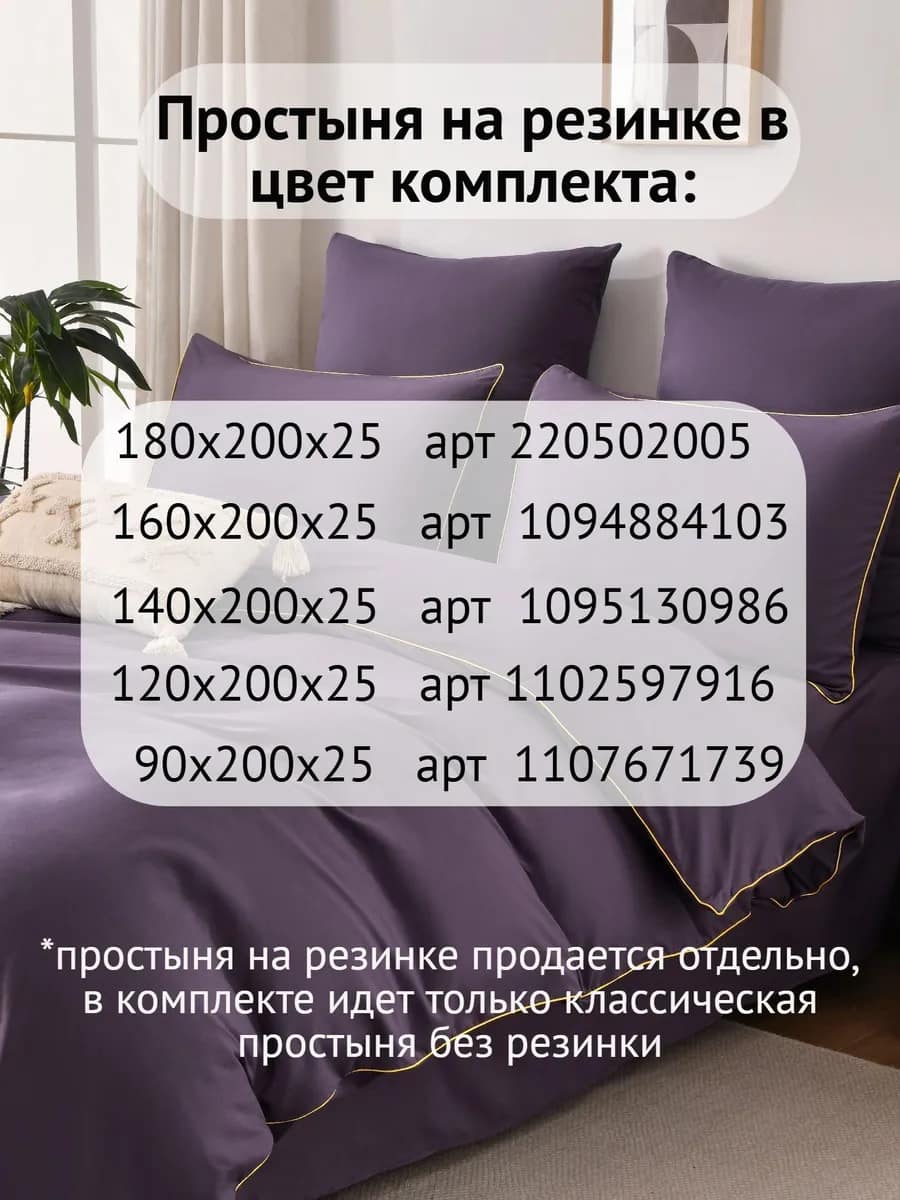 Простыня на резинке в
цвет комплекта:
180х200х25 арт 220502005
160х200х25 арт 1094884103
140х200х25 арт 1095130986
120х200х25 арт 1102597916
90х200х25 арт 1107671739
*простыня на резинке продается отдельно,
в комплекте идет только классическая
простыня без резинки